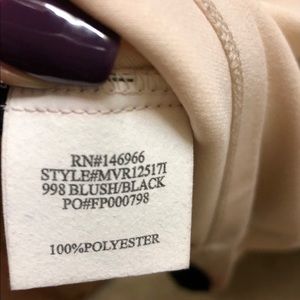 RN#146966
STYLE#MVR12517I
998 BLUSH/BLACK
PO#FP000798
100%POLYESTER